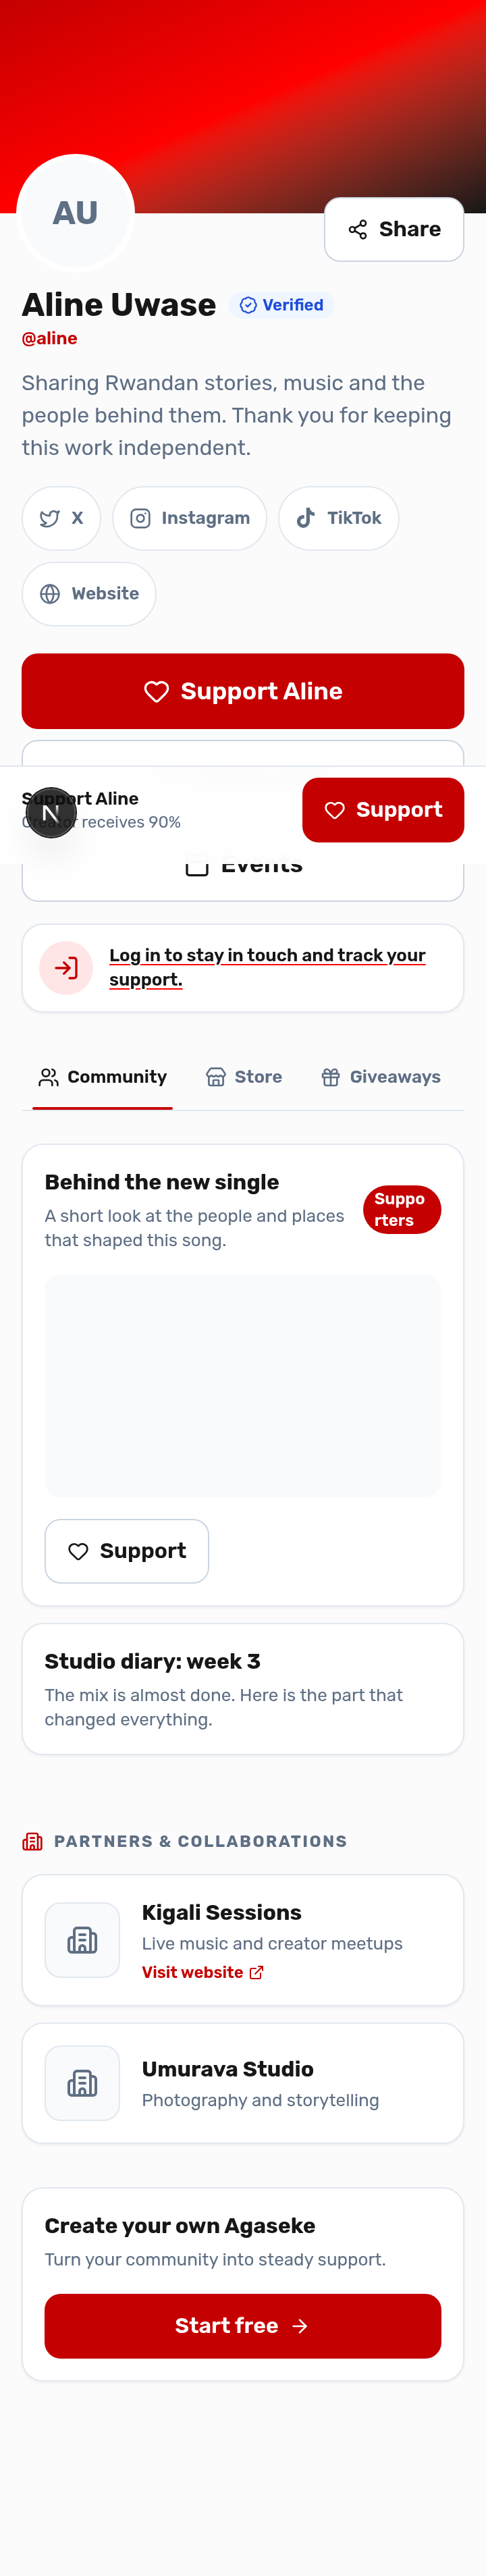 AU
Share
Aline Uwase
Verified
@aline
Sharing Rwandan stories, music and the
people behind them. Thank you for keeping
this work independent.
X
Instagram
TikTok
Website
Support Aline
Support Aline
Creator receives 90%
N
Support
Events
Log in to stay in touch and track your
support.
Community
Store
Giveaways
Behind the new single
A short look at the people and places
that shaped this song.
Suppo
rters
Support
Studio diary: week 3
The mix is almost done. Here is the part that
changed everything.
PARTNERS & COLLABORATIONS
Kigali Sessions
Live music and creator meetups
Visit website
Umurava Studio
Photography and storytelling
Create your own Agaseke
Turn your community into steady support.
Start free